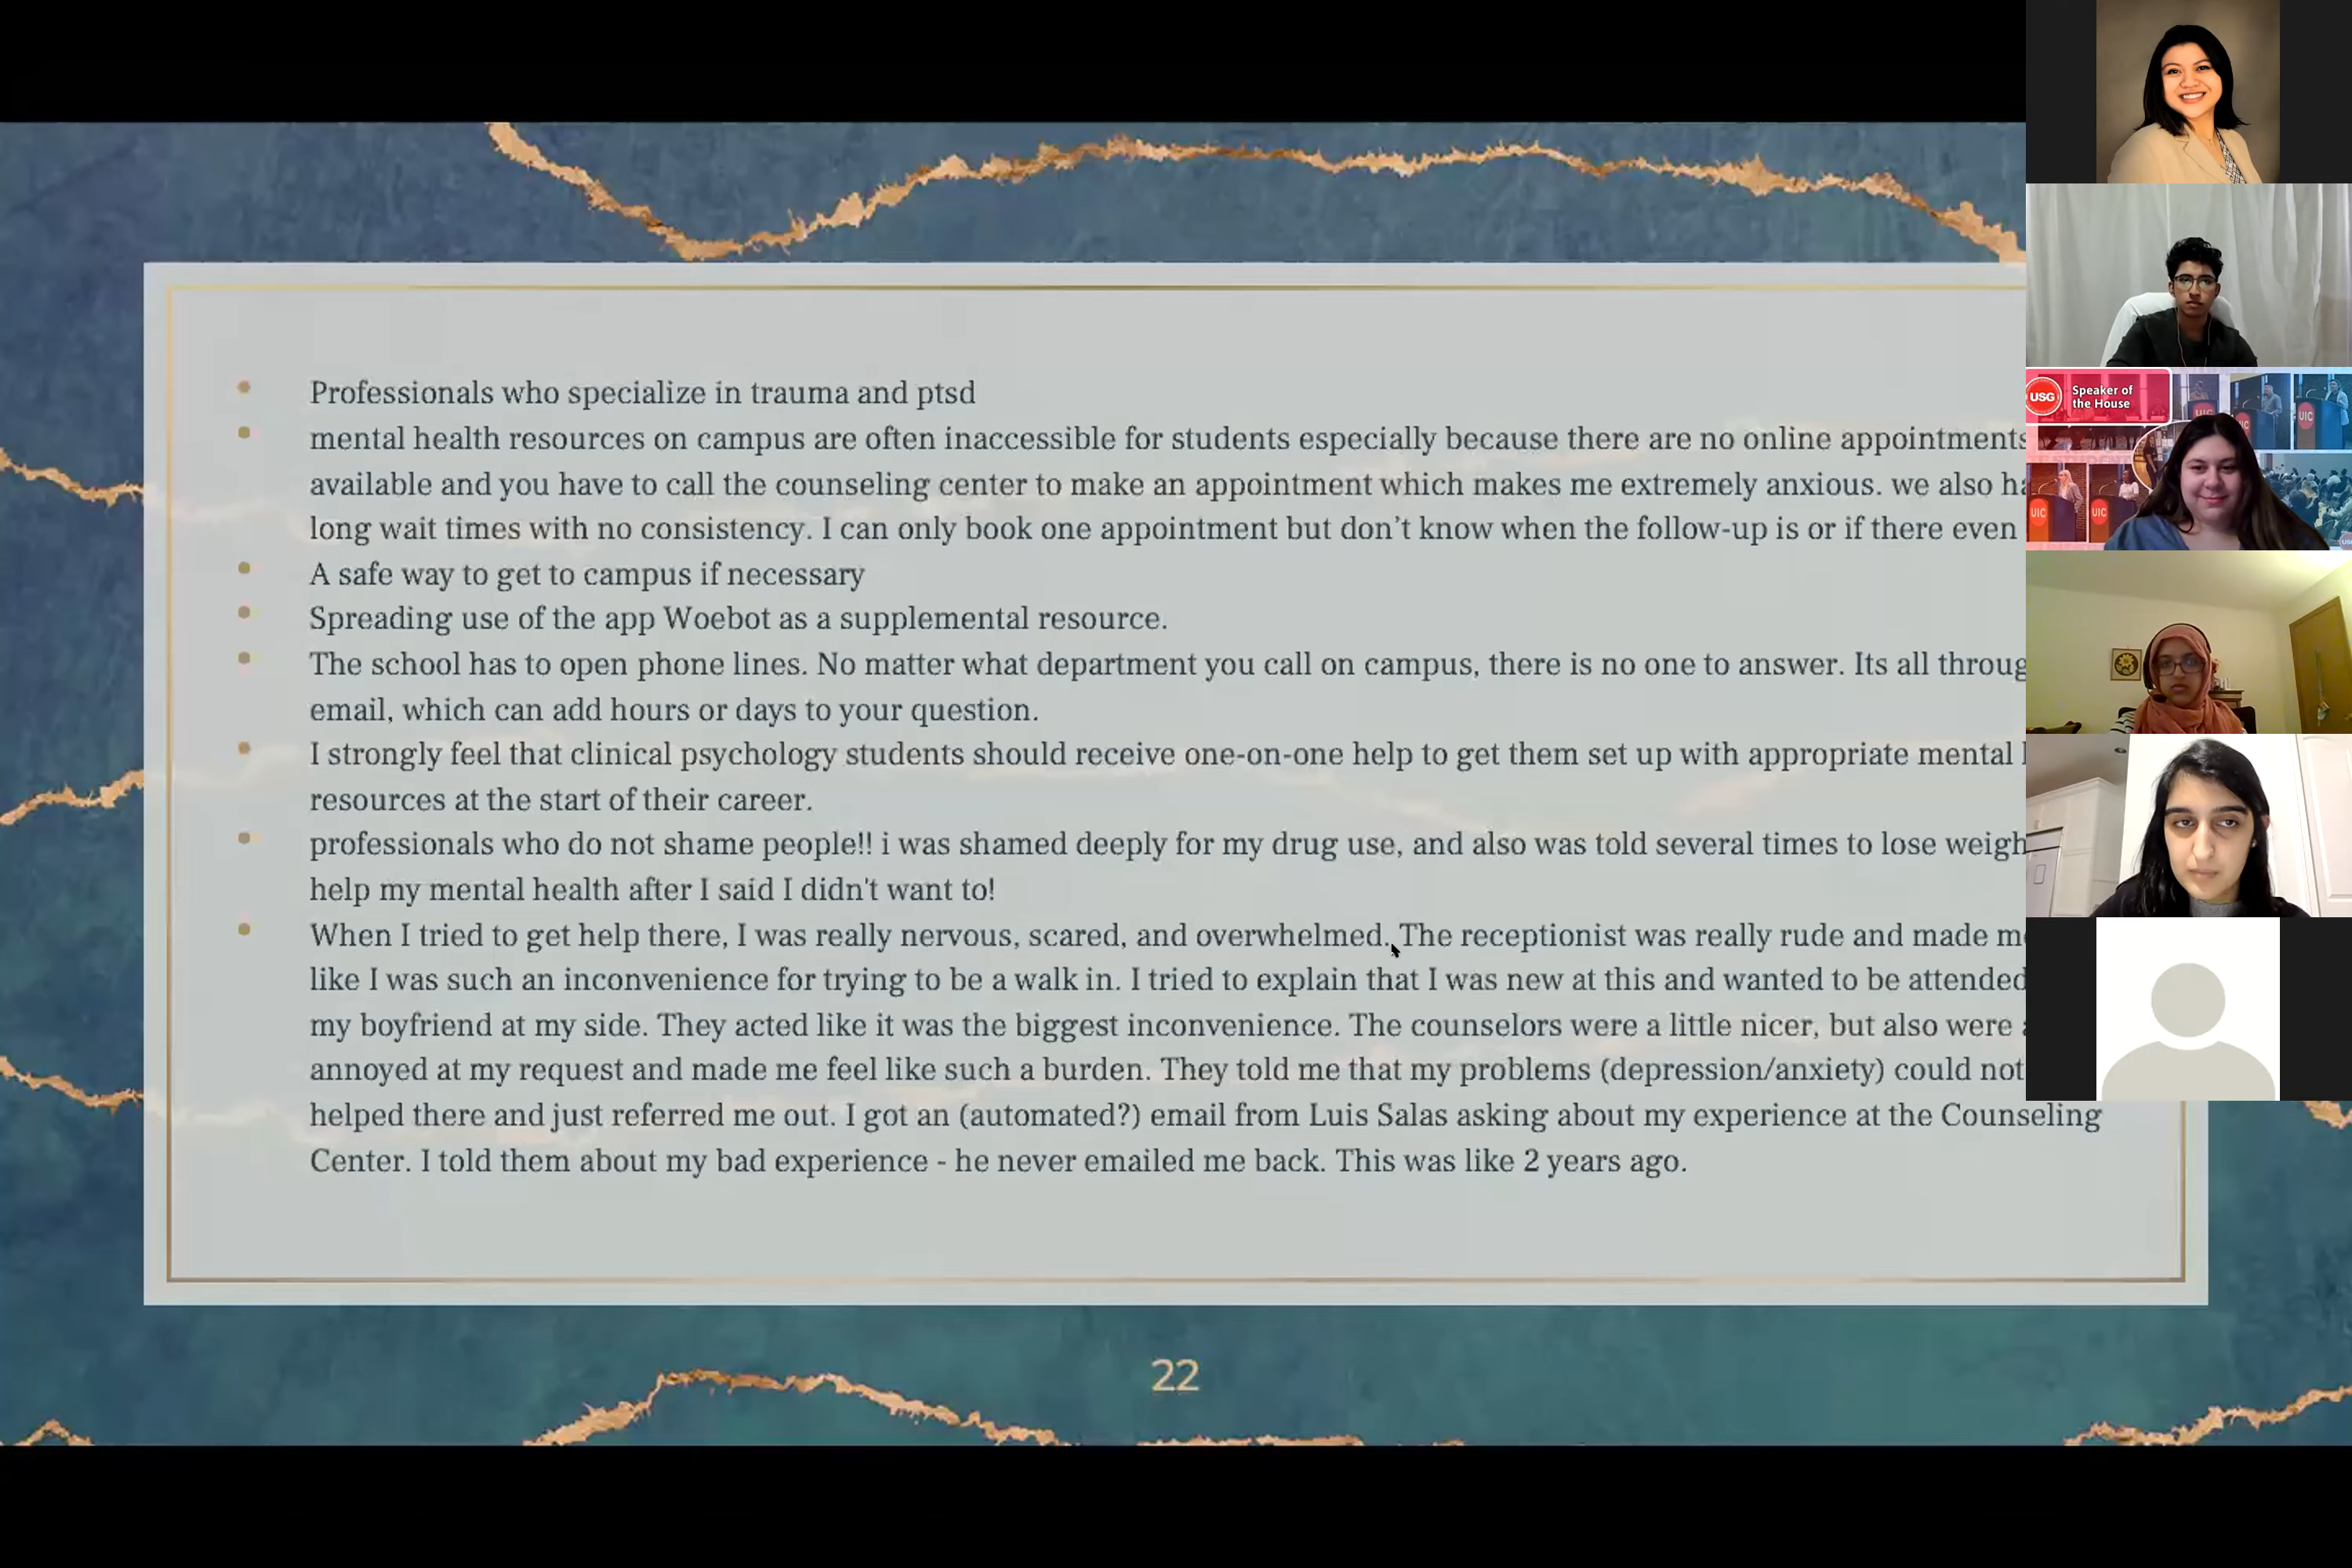 Professionals who specialize in trauma and ptsd
mental health resources on campus are often inaccessible for students especially because there are no online appointments
available and you have to call the counseling center to make an appointment which makes me extremely anxious. we also
long wait times with no consistency. I can only book one appointment but don’t know when the follow-up is or if there even
A safe way to get to campus if necessary
Spreading use of the app Woebot as a supplemental resource.
The school has to open phone lines. No matter what department you call on campus, there is no one to answer. Its all
email, which can add hours or days to your question.
I strongly feel that clinical psychology students should receive one-on-one help to get them set up with appropriate mental
resources at the start of their career.
professionals who do not shame people!! i was shamed deeply for my drug use, and also was told several times to lose
help my mental health after I said I didn't want to!
When I tried to get help there, I was really nervous, scared, and overwhelmed. The receptionist was really rude and made
like I was such an inconvenience for trying to be a walk in. I tried to explain that I was new at this and wanted to be attended
my boyfriend at my side. They acted like it was the biggest inconvenience. The counselors were a little nicer, but also were
annoyed at my request and made me feel like such a burden. They told me that my problems (depression/anxiety) could not
helped there and just referred me out. I got an (automated?) email from Luis Salas asking about my experience at the Counseling
Center. I told them about my bad experience - he never emailed me back. This was like 2 years ago.
22
USG
Speaker of
the House
UIC
UIC
UIC
UIC